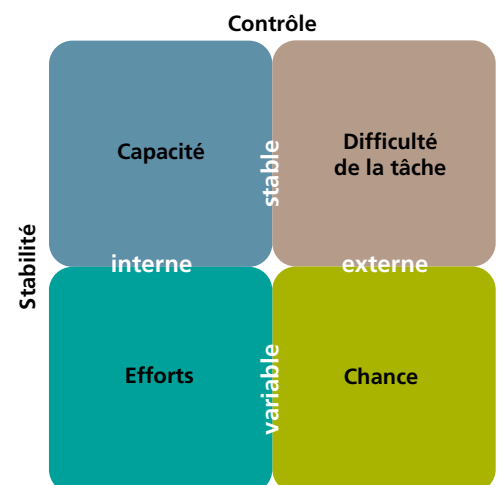 Contrôle
Capacité
stable
Difficulté
de la tâche
Stabilité
interne
externe
Efforts
variable
Chance